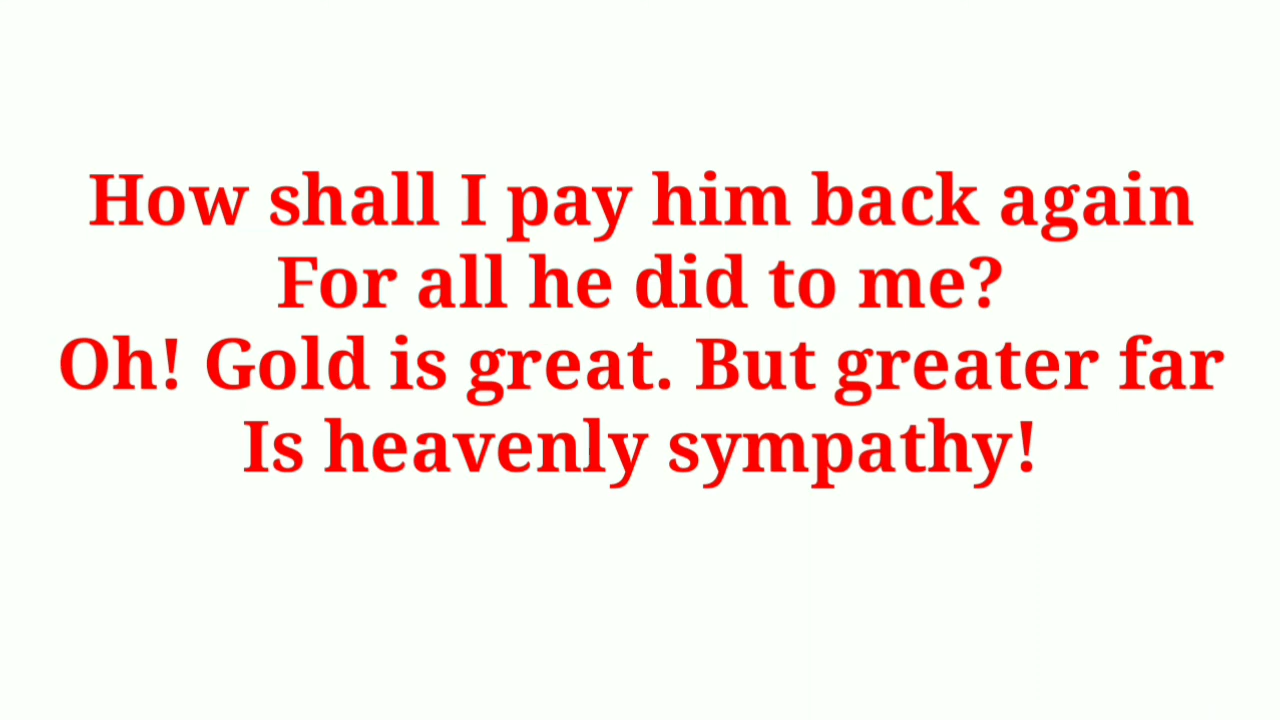 How shall I pay him back again
For all he did to me?
Oh! Gold is great. But greater far
Is heavenly sympathy!